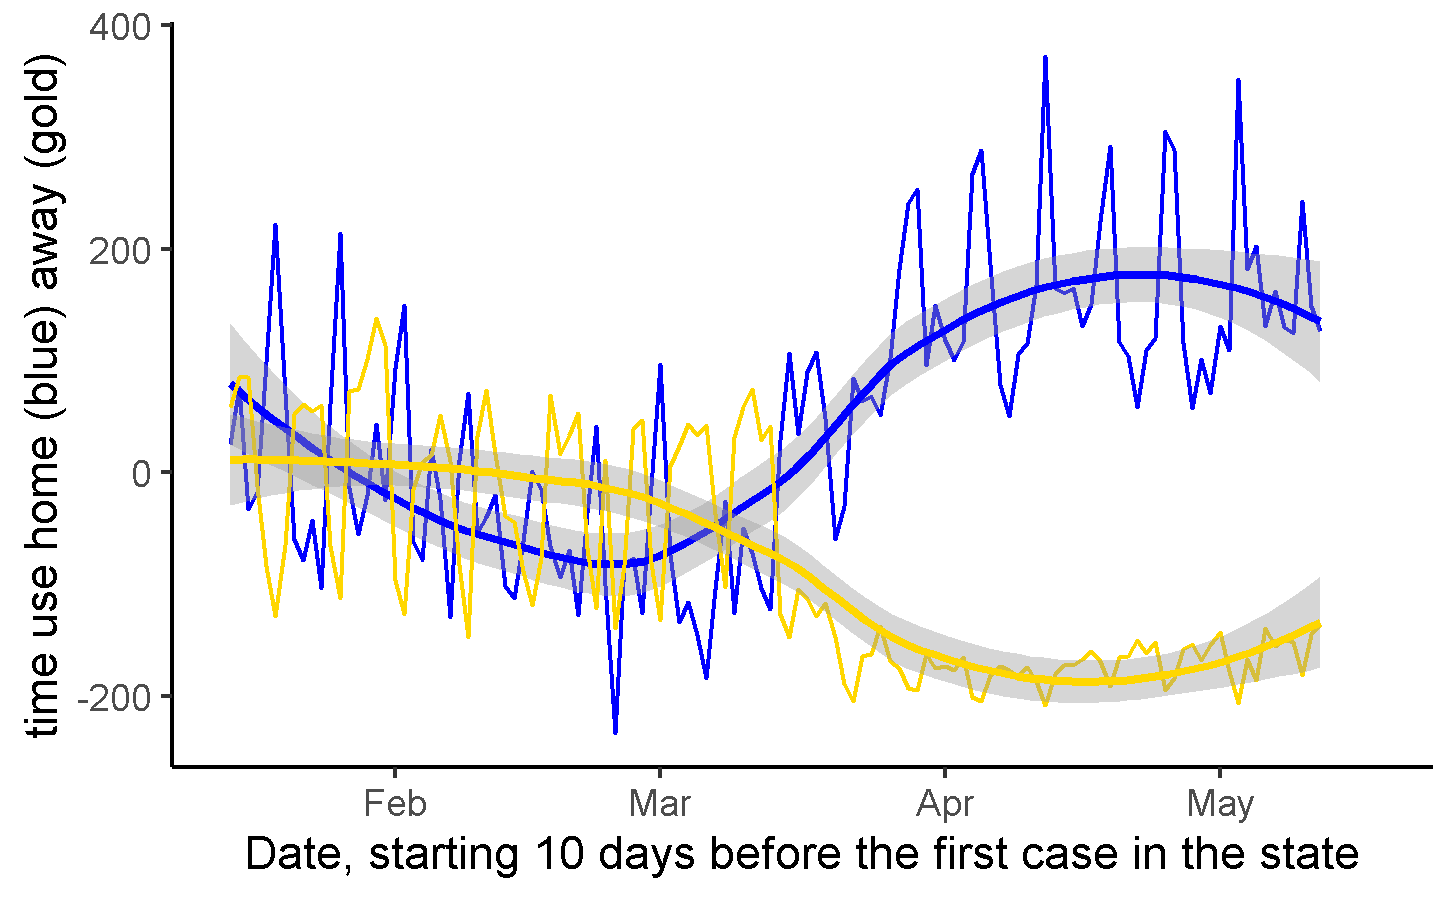 time use home (blue) away (gold)
400
200
0
-200
Feb Mar Apr May
Date, starting 10 days before the first case in the state